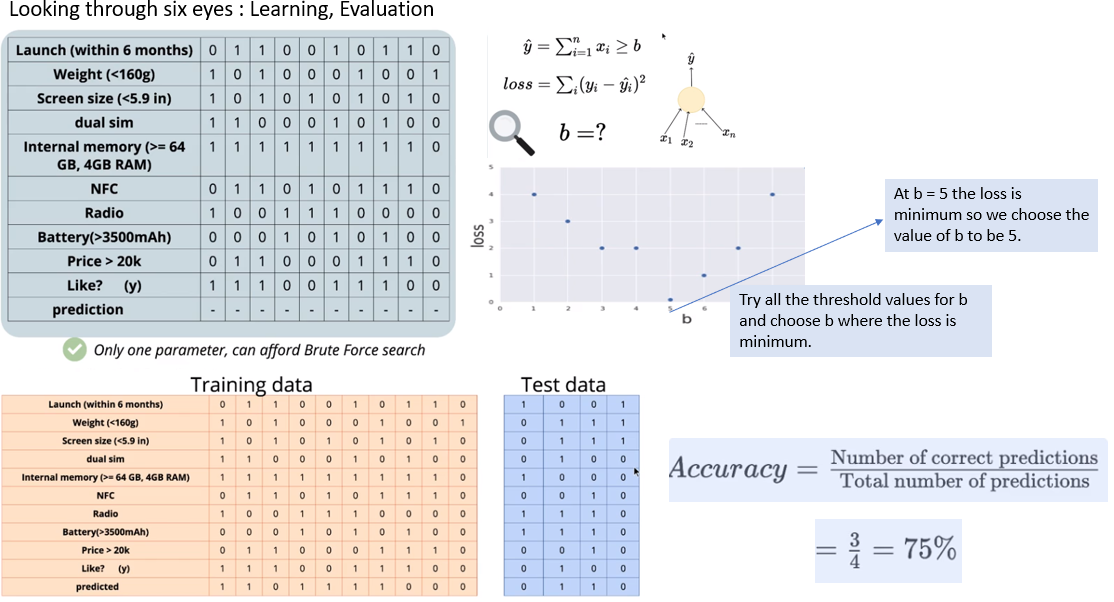 Looking through six eyes : Learning, Evaluation
Launch (within 6 months) 0 1 1 0 0 1 0 1 1 0
Weight (<160g) 1 0 1 0 0 0 1 0 0 1
Screen size (<5.9 in) 1 0 1 0 1 0 1 0 1 0
dual sim 1 1 0 0 0 1 0 1 0 0
Internal memory (>= 64
GB, 4GB RAM) 1 1 1 1 1 1 1 1 1 0
NFC 0 1 1 0 1 0 1 1 1 0
Radio 1 0 0 1 1 1 0 0 0 0
Battery(>3500mAh) 0 0 0 1 0 1 0 1 0 0
Price > 20k 0 1 1 0 0 0 1 1 1 0
Like? (y) 1 1 1 0 0 1 1 1 0 0
prediction - - - - - - - - - -
Only one parameter, can afford Brute Force search
ŷ = ∑ⁿᵢ₌₁ xᵢ ≥ b
loss = ∑ᵢ(yᵢ − ŷᵢ)²
b =?
ŷ
x₁ x₂ xₙ
5
4
3
2
1
0
loss
0 1 2 3 4 5 6
b
At b = 5 the loss is
minimum so we choose the
value of b to be 5.
Try all the threshold values for b
and choose b where the loss is
minimum.
Training data
Launch (within 6 months) 0 1 1 0 0 1 0 1 1 0
Weight (<160g) 1 0 1 0 0 0 1 0 0 1
Screen size (<5.9 in) 1 0 1 0 1 0 1 0 1 0
dual sim 1 1 0 0 0 1 0 1 0 0
Internal memory (>= 64 GB, 4GB RAM) 1 1 1 1 1 1 1 1 1 0
NFC 0 1 1 0 1 0 1 1 1 0
Radio 1 0 0 1 1 1 0 0 0 0
Battery(>3500mAh) 0 0 0 1 0 1 0 1 0 0
Price > 20k 0 1 1 0 0 0 1 1 1 0
Like? (y) 1 1 1 0 0 1 1 1 0 0
predicted 1 1 0 1 1 1 1 0 0 0
Test data
1 0 0 1
0 1 1 1
0 1 1 1
0 1 0 0
1 0 0 0
0 0 1 0
1 1 1 0
1 1 1 0
0 0 1 0
0 1 0 0
0 1 1 0
Accuracy = Number of correct predictions / Total number of predictions
= 3/4 = 75%